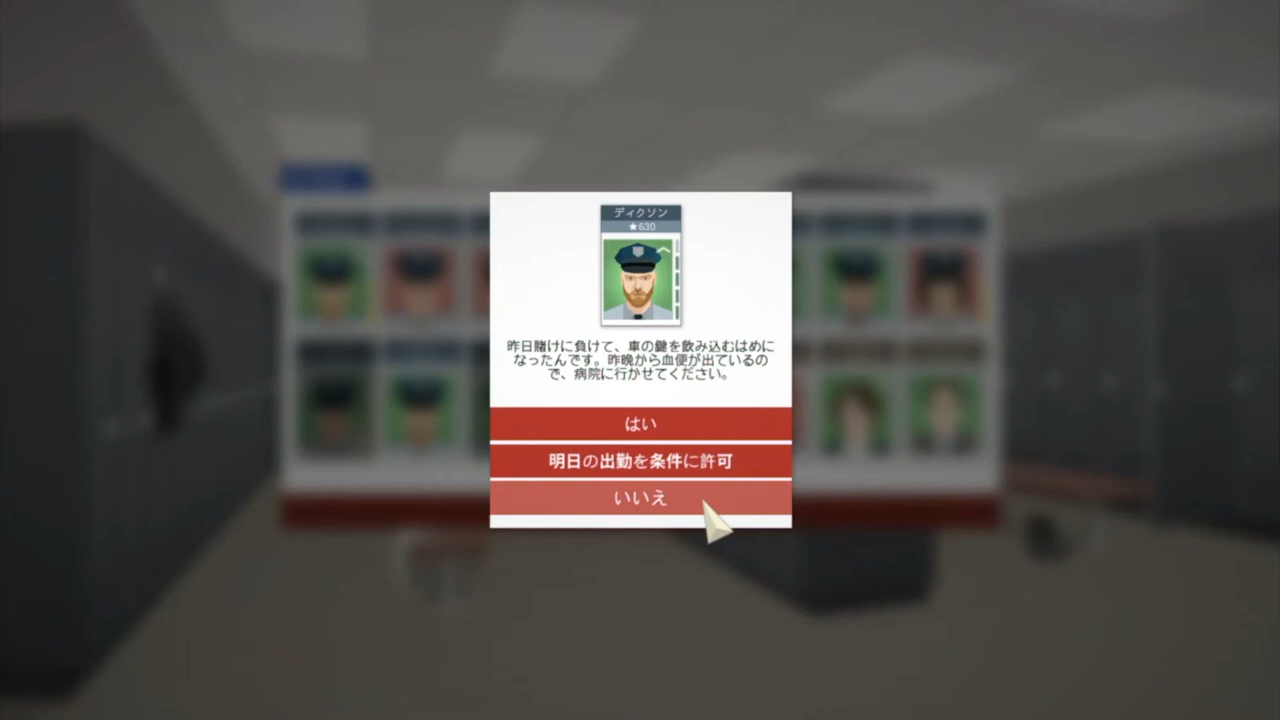 ディクソン
★630
昨日賭けに負けて、車の鍵を飲み込むはめに
なったんです。昨晩から血便が出ているの
で、病院に行かせてください。
はい
明日の出勤を条件に許可
いいえ